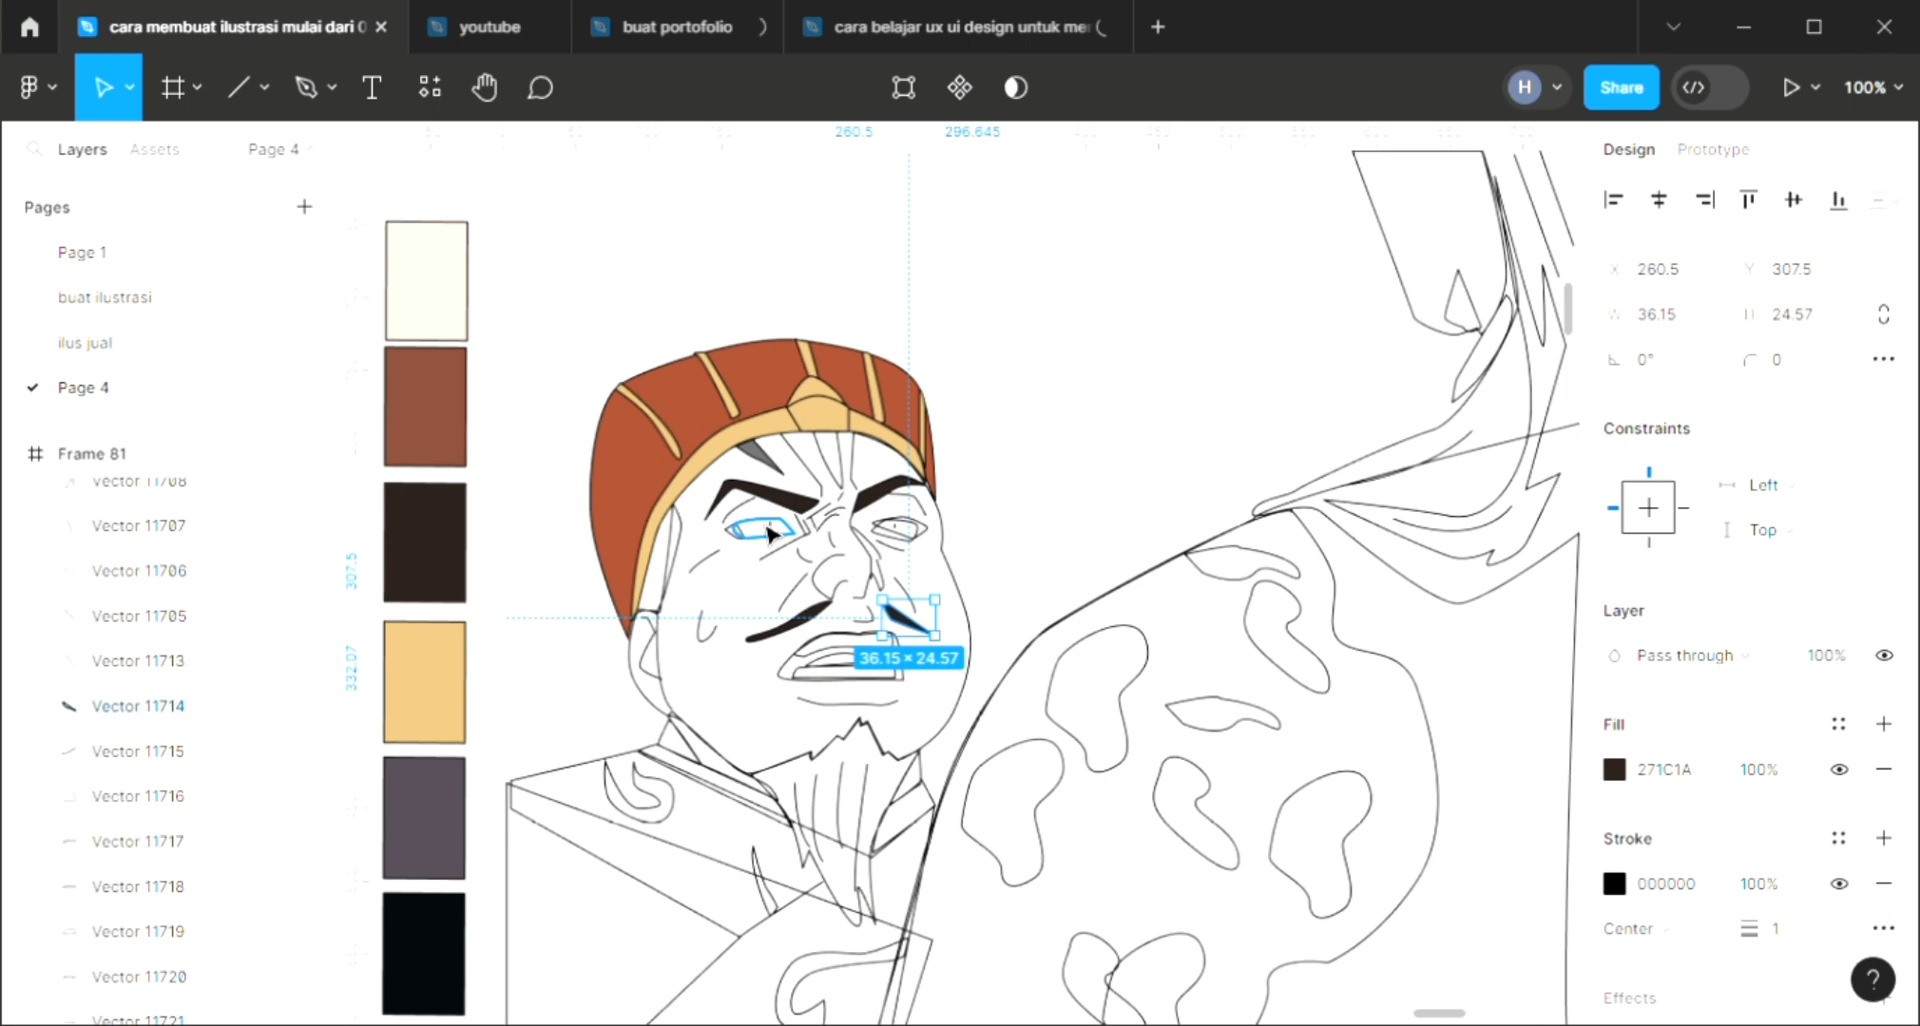 cara membuat ilustrasi mulai dari 0
youtube
buat portofolio
cara belajar ux ui design untuk me
H
Share
100%
260.5
296.645
Layers
Assets
Page 4
Pages
Page 1
buat ilustrasi
ilus jual
Page 4
Frame 81
Vector 11708
Vector 11707
Vector 11706
Vector 11705
Vector 11713
Vector 11714
Vector 11715
Vector 11716
Vector 11717
Vector 11718
Vector 11719
Vector 11720
Vector 11721
307.5
332.07
36.15 × 24.57
Design
Prototype
X 260.5
Y 307.5
W 36.15
H 24.57
0°
0
Constraints
Left
Top
Layer
Pass through
100%
Fill
271C1A
100%
Stroke
000000
100%
Center
1
Effects
?